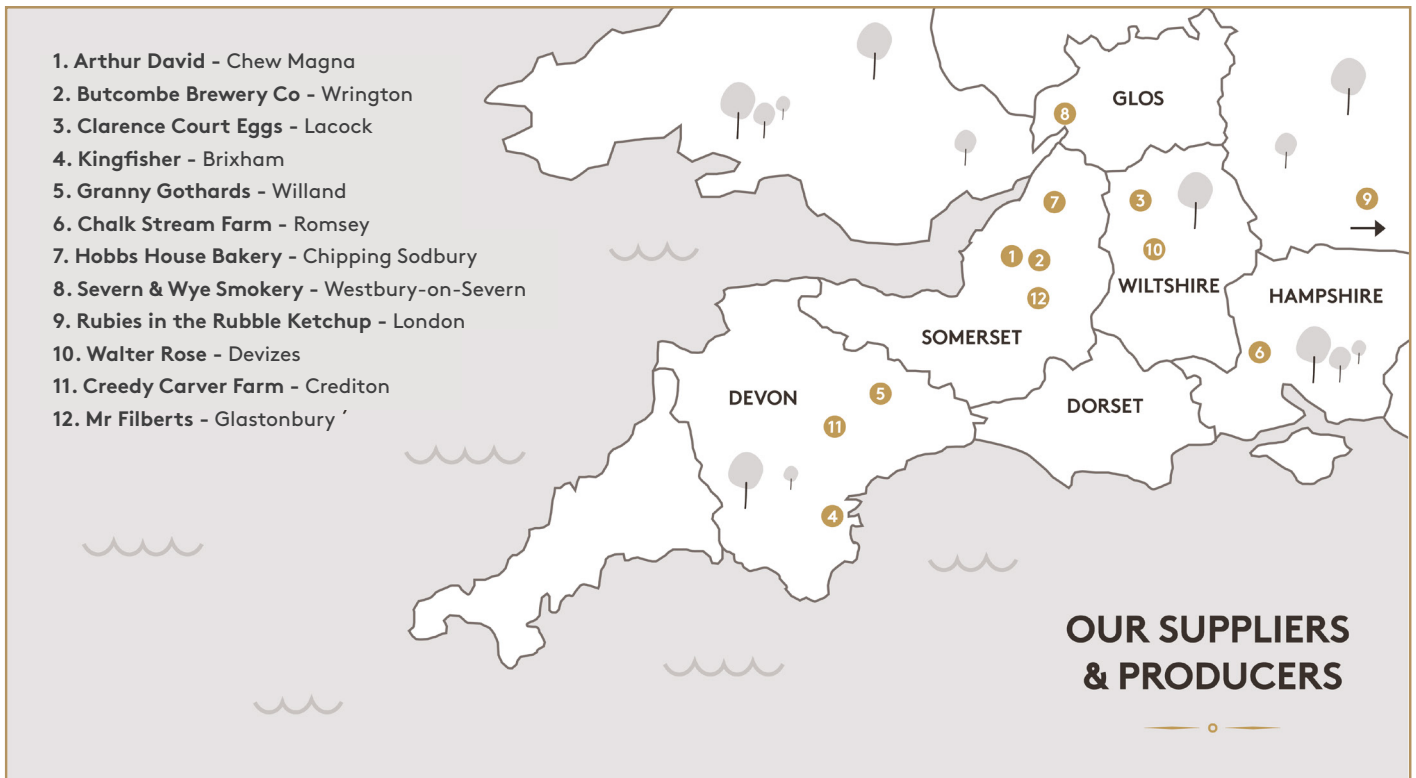 1. Arthur David - Chew Magna
2. Butcombe Brewery Co - Wrington
3. Clarence Court Eggs - Lacock
4. Kingfisher - Brixham
5. Granny Gothards - Willand
6. Chalk Stream Farm - Romsey
7. Hobbs House Bakery - Chipping Sodbury
8. Severn & Wye Smokery - Westbury-on-Severn
9. Rubies in the Rubble Ketchup - London
10. Walter Rose - Devizes
11. Creedy Carver Farm - Crediton
12. Mr Filberts - Glastonbury ´
GLOS
8
7
3
9
1
2
10
12
WILTSHIRE
HAMPSHIRE
SOMERSET
6
DEVON
5
DORSET
11
4
OUR SUPPLIERS
& PRODUCERS